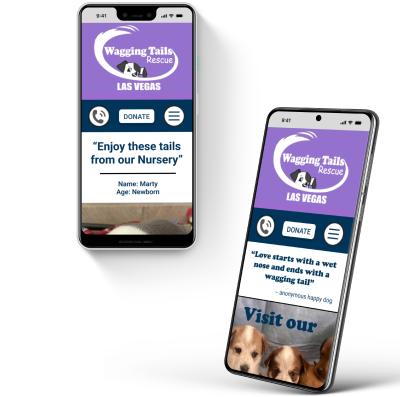 9:41
Wagging Tails
Rescue
LAS VEGAS
DONATE
“Enjoy these tails
from our Nursery”
Name: Marty
Age: Newborn
9:41
Wagging Tails
Rescue
LAS VEGAS
DONATE
“Love starts with a wet
nose and ends with a
wagging tail”
– anonymous happy dog
Visit our